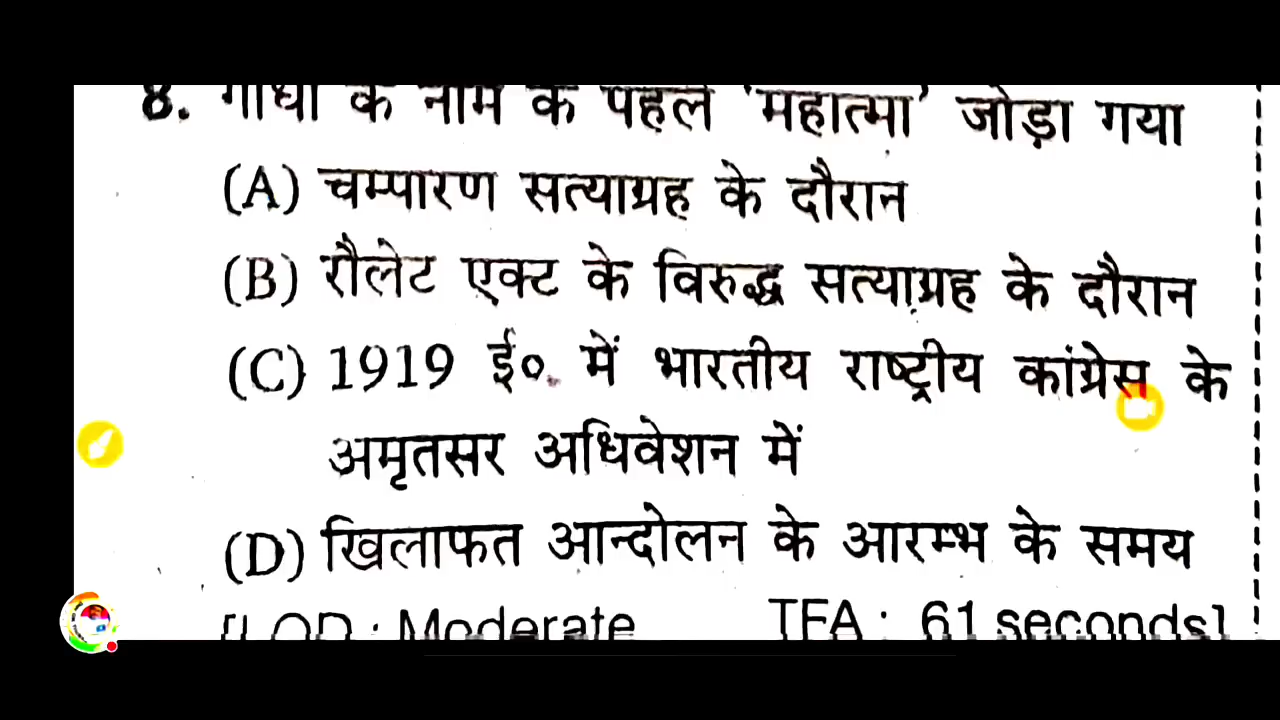 8. गाँधी के नाम के पहले 'महात्मा' जोड़ा गया
(A) चम्पारण सत्याग्रह के दौरान
(B) रौलेट एक्ट के विरुद्ध सत्याग्रह के दौरान
(C) 1919 ई० में भारतीय राष्ट्रीय कांग्रेस के
अमृतसर अधिवेशन में
(D) खिलाफत आन्दोलन के आरम्भ के समय
[LOD : Moderate TFA : 61 seconds]